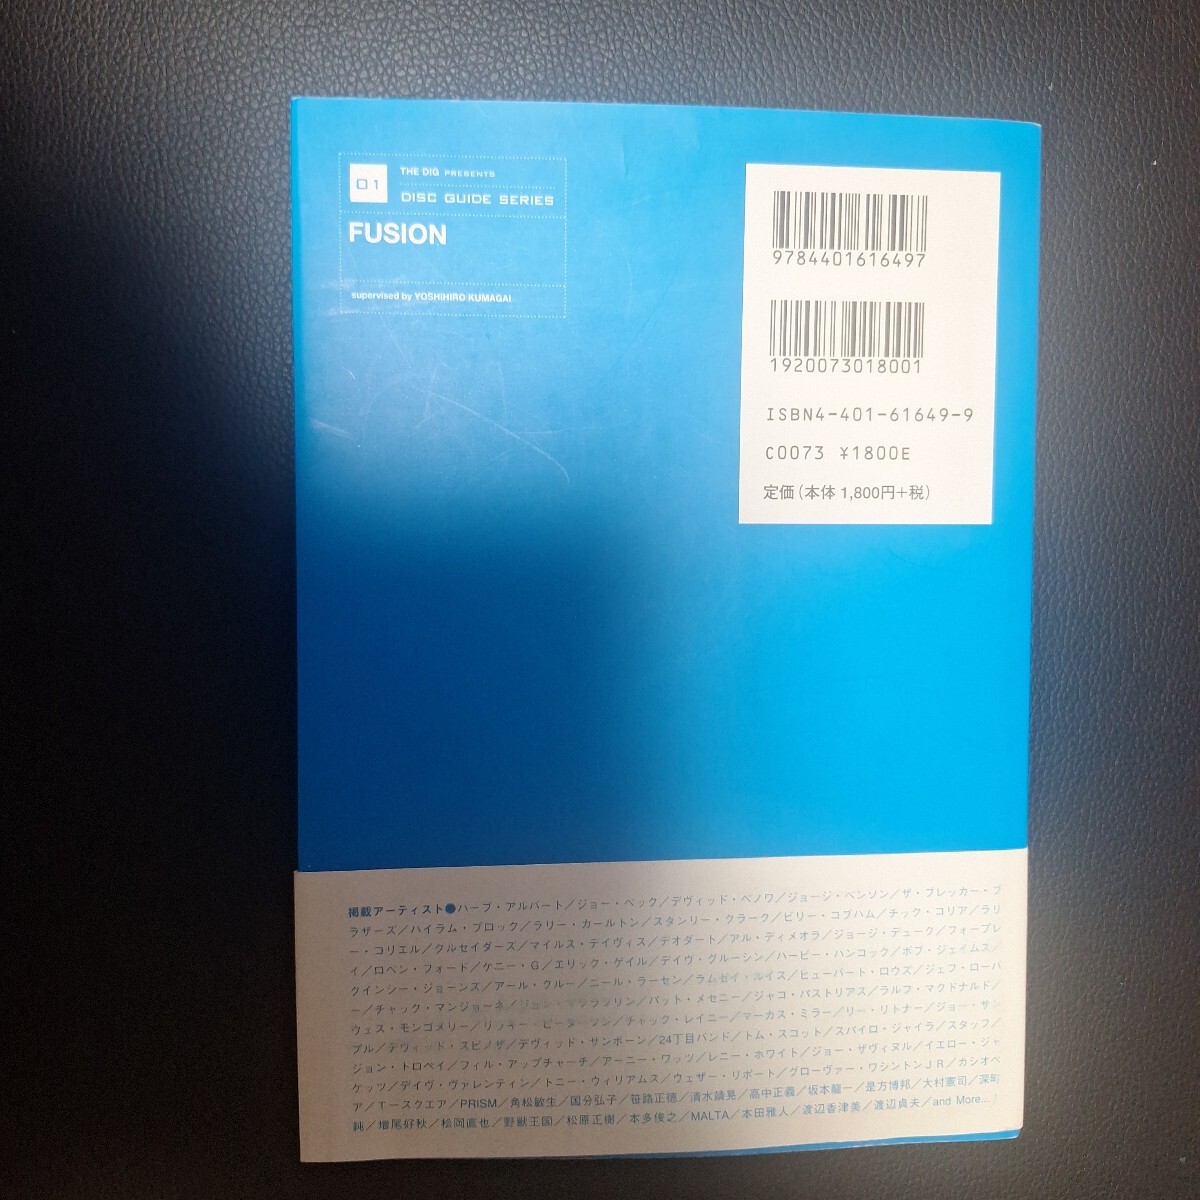 01
THE DIG PRESENTS
DISC GUIDE SERIES
FUSION
supervised by YOSHIHIRO KUMAGAI
9784401616497
1920073018001
ISBN4-401-61649-9
C0073 ¥1800E
定価(本体1,800円+税)
掲載アーティスト●ハーブ・アルパート/ジョー・ベック/デヴィッド・ベノワ/ジョージ・ベンソン/ザ・ブレッカー・ブ
ラザーズ/ハイラム・ブロック/ラリー・カールトン/スタンリー・クラーク/ビリー・コブハム/チック・コリア/ラリ
ー・コリエル/クルセイダーズ/マイルス・デイヴィス/デオダート/アル・ディメオラ/ジョージ・デューク/フォープレ
イ/ロベン・フォード/ケニー・G/エリック・ゲイル/デイヴ・グルーシン/ハービー・ハンコック/ボブ・ジェイムス/
クインシー・ジョーンズ/アール・クルー/ニール・ラーセン/ラムゼイ・ルイス/ヒューバート・ロウズ/ジェフ・ローバ
ー/チャック・マンジョーネ/ジョン・マクラフリン/パット・メセニー/ジャコ・パストリアス/ラルフ・マクドナルド/
ウェス・モンゴメリー/リッキー・ピーターソン/チャック・レイニー/マーカス・ミラー/リー・リトナー/ジョー・サン
プル/デヴィッド・スピノザ/デヴィッド・サンボーン/24丁目バンド/トム・スコット/スパイロ・ジャイラ/スタッフ/
ジョン・トロペイ/フィル・アップチャーチ/アーニー・ワッツ/レニー・ホワイト/ジョー・ザヴィヌル/イエロー・ジャ
ケッツ/デイヴ・ヴァレンティン/トニー・ウィリアムス/ウェザー・リポート/グローヴァー・ワシントンJR/カシオペ
ア/T－スクエア/PRISM/角松敏生/国分弘子/笹路正徳/清水靖晃/高中正義/坂本龍一/是方博邦/大村憲司/深町
純/増尾好秋/松岡直也/野獣王国/松原正樹/本多俊之/MALTA/本田雅人/渡辺香津美/渡辺貞夫/and More...